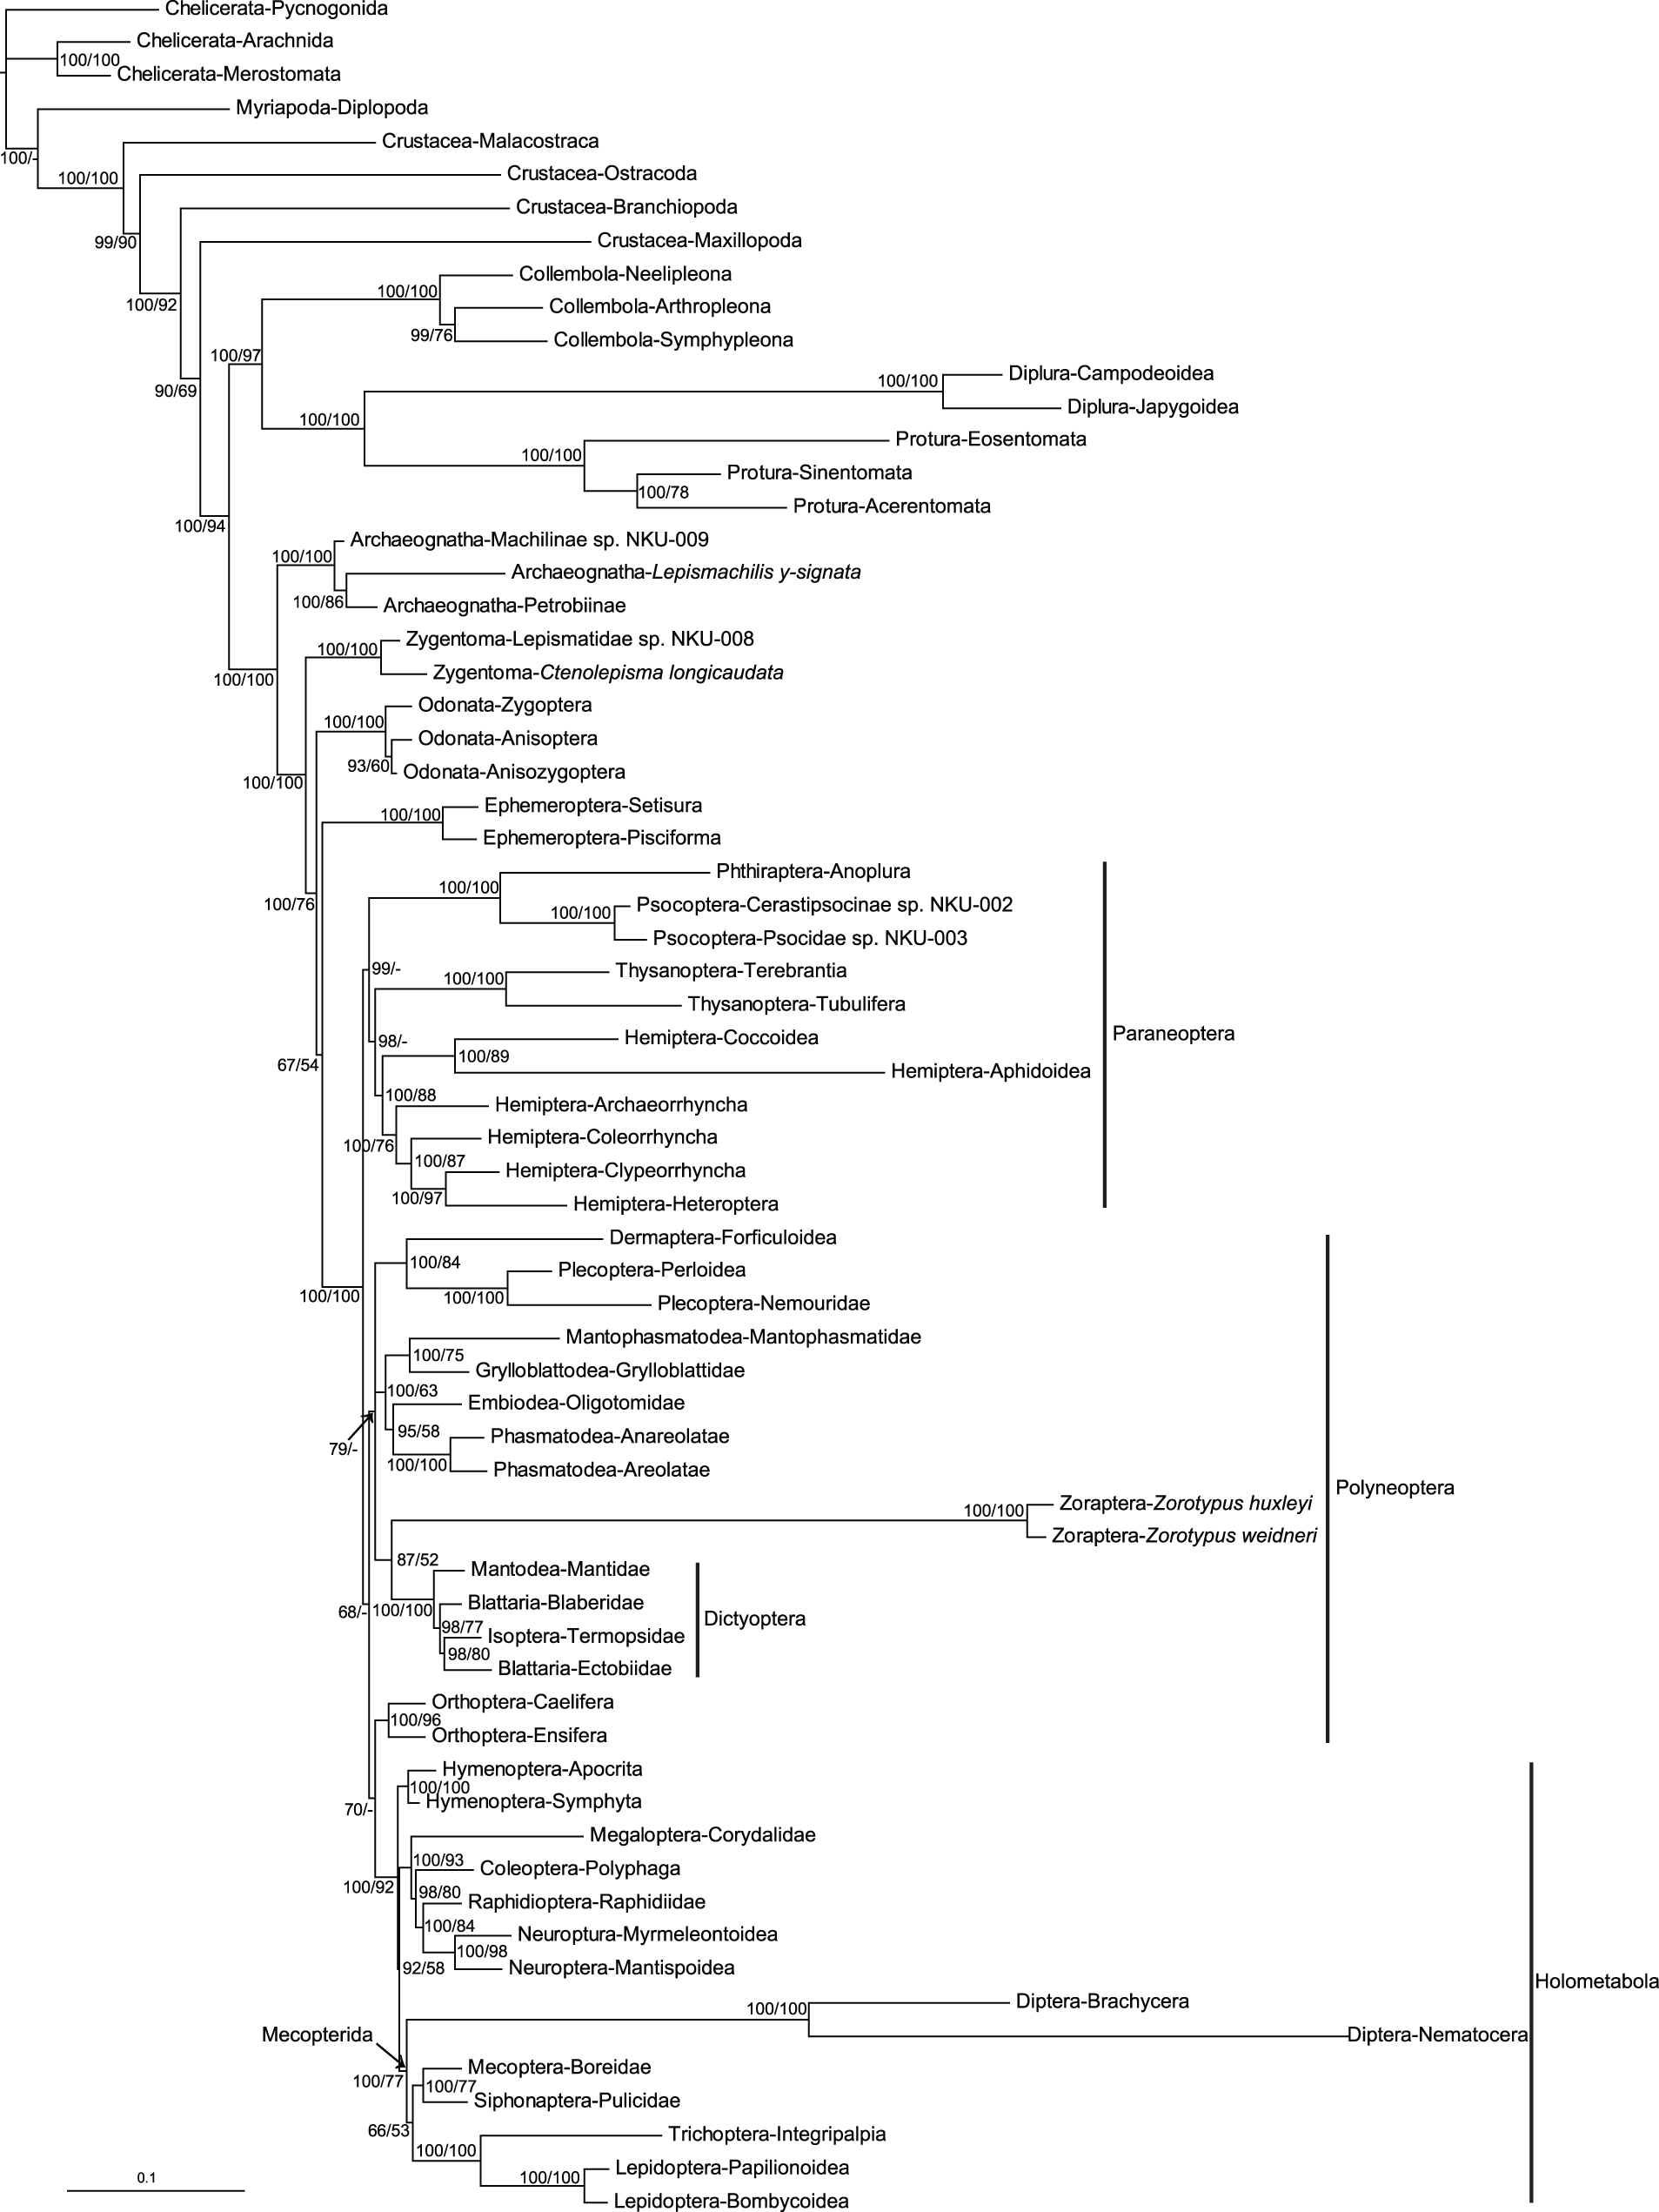 Chelicerata-Pycnogonida
Chelicerata-Arachnida
100/100
Chelicerata-Merostomata
Myriapoda-Diplopoda
Crustacea-Malacostraca
100/-
Crustacea-Ostracoda
100/100
Crustacea-Branchiopoda
Crustacea-Maxillopoda
99/90
Collembola-Neelipleona
100/100
100/92
Collembola-Arthropleona
99/76
Collembola-Symphypleona
100/97
Diplura-Campodeoidea
100/100
90/69
Diplura-Japygoidea
100/100
Protura-Eosentomata
100/100
Protura-Sinentomata
100/78
Protura-Acerentomata
100/94
Archaeognatha-Machilinae sp. NKU-009
100/100
Archaeognatha-Lepismachilis y-signata
100/86
Archaeognatha-Petrobiinae
Zygentoma-Lepismatidae sp. NKU-008
100/100
Zygentoma-Ctenolepisma longicaudata
100/100
Odonata-Zygoptera
100/100
Odonata-Anisoptera
93/60
Odonata-Anisozygoptera
100/100
Ephemeroptera-Setisura
100/100
Ephemeroptera-Pisciforma
Phthiraptera-Anoplura
100/100
100/76
Psocoptera-Cerastipsocinae sp. NKU-002
100/100
Psocoptera-Psocidae sp. NKU-003
99/-
Thysanoptera-Terebrantia
100/100
Thysanoptera-Tubulifera
Paraneoptera
Hemiptera-Coccoidea
98/-
100/89
67/54
Hemiptera-Aphidoidea
100/88
Hemiptera-Archaeorrhyncha
Hemiptera-Coleorrhyncha
100/76
100/87
Hemiptera-Clypeorrhyncha
100/97
Hemiptera-Heteroptera
Dermaptera-Forficuloidea
100/84
Plecoptera-Perloidea
100/100
100/100
Plecoptera-Nemouridae
Mantophasmatodea-Mantophasmatidae
100/75
Grylloblattodea-Grylloblattidae
100/63
Embiodea-Oligotomidae
95/58
Phasmatodea-Anareolatae
79/-
100/100
Phasmatodea-Areolatae
Polyneoptera
Zoraptera-Zorotypus huxleyi
100/100
Zoraptera-Zorotypus weidneri
87/52
Mantodea-Mantidae
Blattaria-Blaberidae
68/-
100/100
Dictyoptera
98/77
Isoptera-Termopsidae
98/80
Blattaria-Ectobiidae
Orthoptera-Caelifera
100/96
Orthoptera-Ensifera
Hymenoptera-Apocrita
100/100
Hymenoptera-Symphyta
70/-
Megaloptera-Corydalidae
100/93
Coleoptera-Polyphaga
100/92
98/80
Raphidioptera-Raphidiidae
100/84
Neuroptura-Myrmeleontoidea
100/98
92/58
Neuroptera-Mantispoidea
Holometabola
Diptera-Brachycera
100/100
Mecopterida
Diptera-Nematocera
Mecoptera-Boreidae
100/77
100/77
Siphonaptera-Pulicidae
66/53
Trichoptera-Integripalpia
100/100
Lepidoptera-Papilionoidea
0.1
100/100
Lepidoptera-Bombycoidea